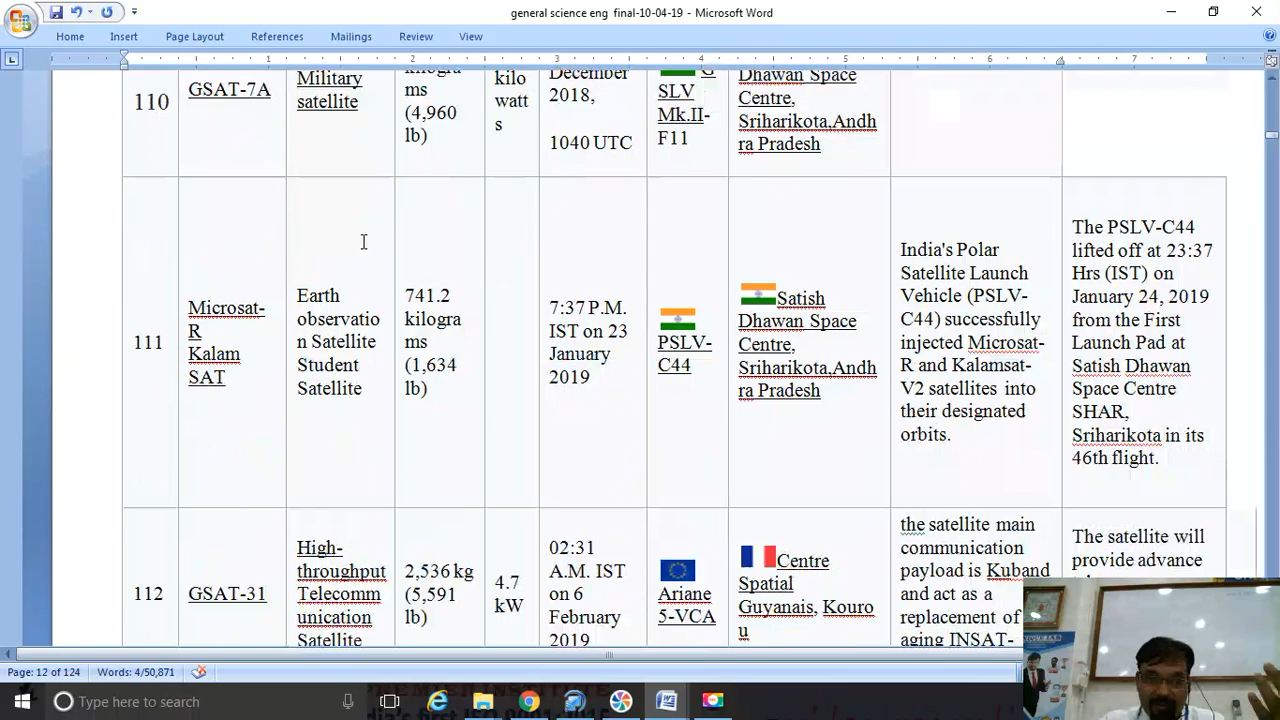 general science eng final-10-04-19 - Microsoft Word
Home Insert Page Layout References Mailings Review View
1 2 3 4 5 6 7
110
GSAT-7A
Military
satellite
ms
(4,960
lb)
kilo
watt
s
December
2018,
1040 UTC
G
SLV
Mk.II-
F11
Dhawan Space
Centre,
Sriharikota,Andh
ra Pradesh
111
Microsat-
R
Kalam
SAT
Earth
observatio
n Satellite
Student
Satellite
741.2
kilogra
ms
(1,634
lb)
7:37 P.M.
IST on 23
January
2019
PSLV-
C44
Satish
Dhawan Space
Centre,
Sriharikota,Andh
ra Pradesh
India's Polar
Satellite Launch
Vehicle (PSLV-
C44) successfully
injected Microsat-
R and Kalamsat-
V2 satellites into
their designated
orbits.
The PSLV-C44
lifted off at 23:37
Hrs (IST) on
January 24, 2019
from the First
Launch Pad at
Satish Dhawan
Space Centre
SHAR,
Sriharikota in its
46th flight.
112
GSAT-31
High-
throughput
Telecomm
unication
Satellite
2,536 kg
(5,591
lb)
4.7
kW
02:31
A.M. IST
on 6
February
2019
Ariane
5-VCA
Centre
Spatial
Guyanais, Kouro
u
the satellite main
communication
payload is Kuband
and act as a
replacement of
aging INSAT-
The satellite will
provide advance
Page: 12 of 124 Words: 4/50,871
Type here to search